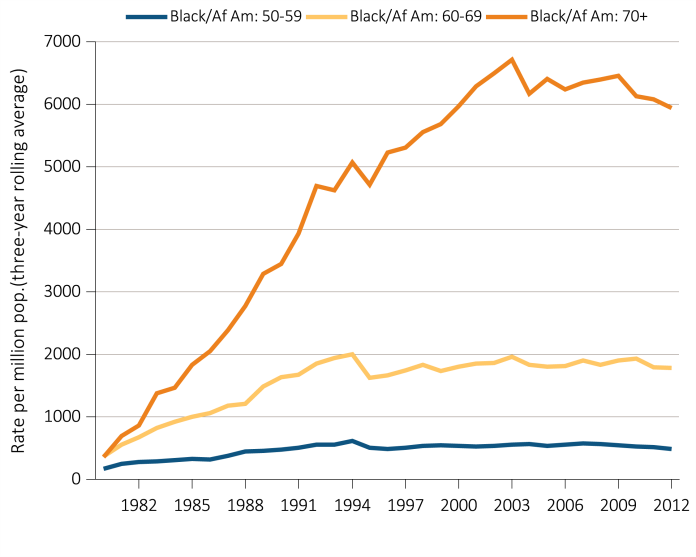 Black/Af Am: 50-59 Black/Af Am: 60-69 Black/Af Am: 70+
Rate per million pop.(three-year rolling average)
7000
6000
5000
4000
3000
2000
1000
0
1982 1985 1988 1991 1994 1997 2000 2003 2006 2009 2012